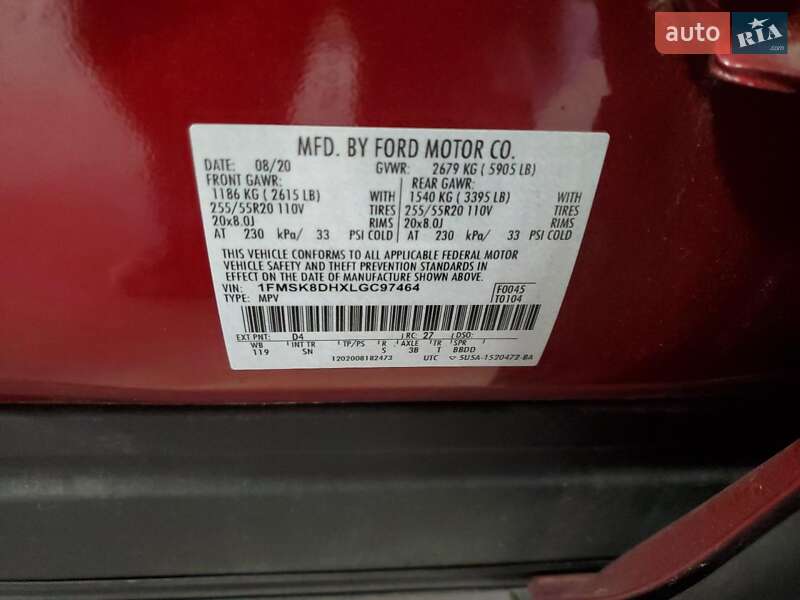 auto RIA .com
MFD. BY FORD MOTOR CO.
DATE: 08/20 GVWR: 2679 KG ( 5905 LB)
FRONT GAWR: REAR GAWR:
1186 KG ( 2615 LB) WITH 1540 KG ( 3395 LB) WITH
255/55R20 110V TIRES 255/55R20 110V TIRES
20x8.0J RIMS 20x8.0J RIMS
AT 230 kPa/ 33 PSI COLD AT 230 kPa/ 33 PSI COLD
THIS VEHICLE CONFORMS TO ALL APPLICABLE FEDERAL MOTOR
VEHICLE SAFETY AND THEFT PREVENTION STANDARDS IN
EFFECT ON THE DATE OF MANUFACTURE SHOWN ABOVE.
VIN: 1FMSK8DHXLGC97464 F0045
TYPE: MPV T0104
EXT PNT: D4 RC: 27 DSO:
WB INT TR TP/PS R AXLE TR SPR
119 SN S 3B T BBDD
1202008182473 UTC 5U5A-1520472-BA